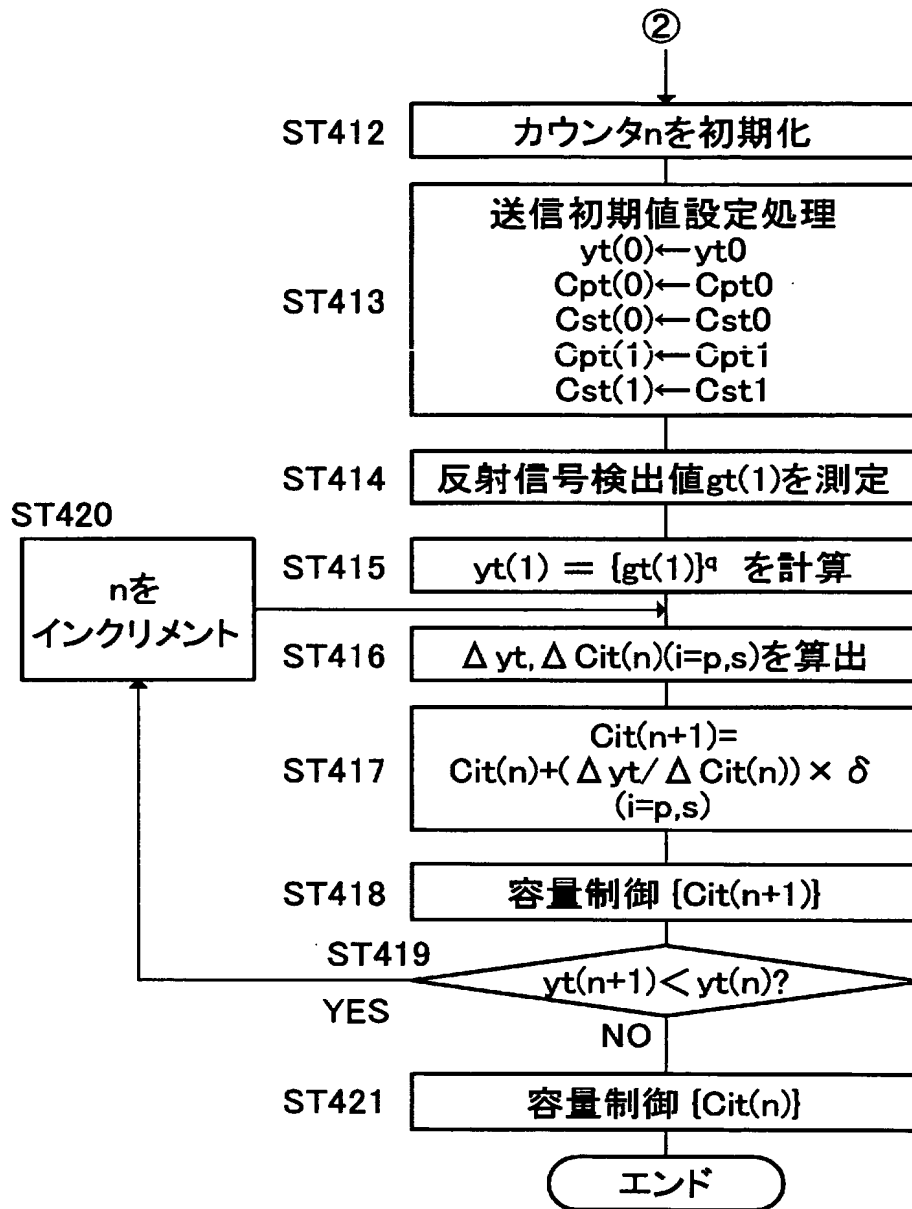 ②
ST412
カウンタnを初期化
ST413
送信初期値設定処理
yt(0)←yt0
Cpt(0)←Cpt0
Cst(0)←Cst0
Cpt(1)←Cpt1
Cst(1)←Cst1
ST414
反射信号検出値gt(1)を測定
ST420
nを
インクリメント
ST415
yt(1) = {gt(1)}q を計算
ST416
Δyt,ΔCit(n)(i=p,s)を算出
ST417
Cit(n+1)=
Cit(n)+(Δyt/ΔCit(n))×δ
(i=p,s)
ST418
容量制御 {Cit(n+1)}
ST419
yt(n+1)<yt(n)?
YES
NO
ST421
容量制御 {Cit(n)}
エンド